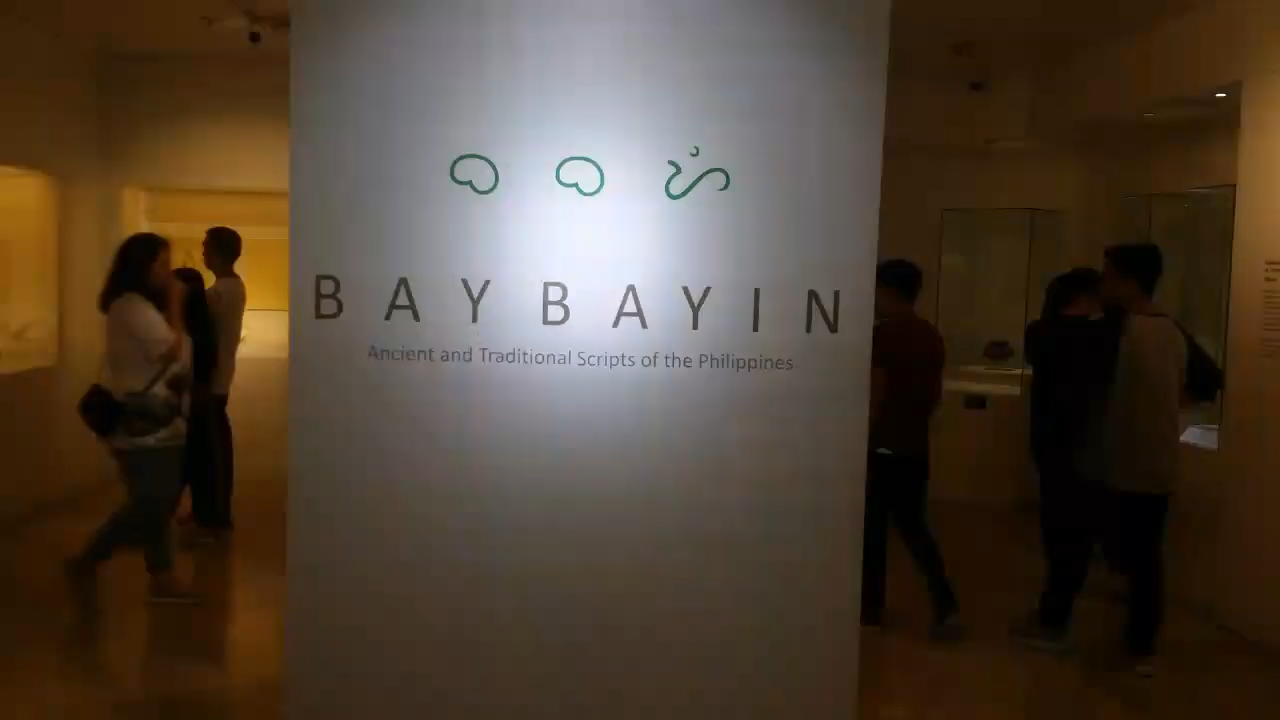 ᜊᜊᜌᜒ
BAYBAYIN
Ancient and Traditional Scripts of the Philippines